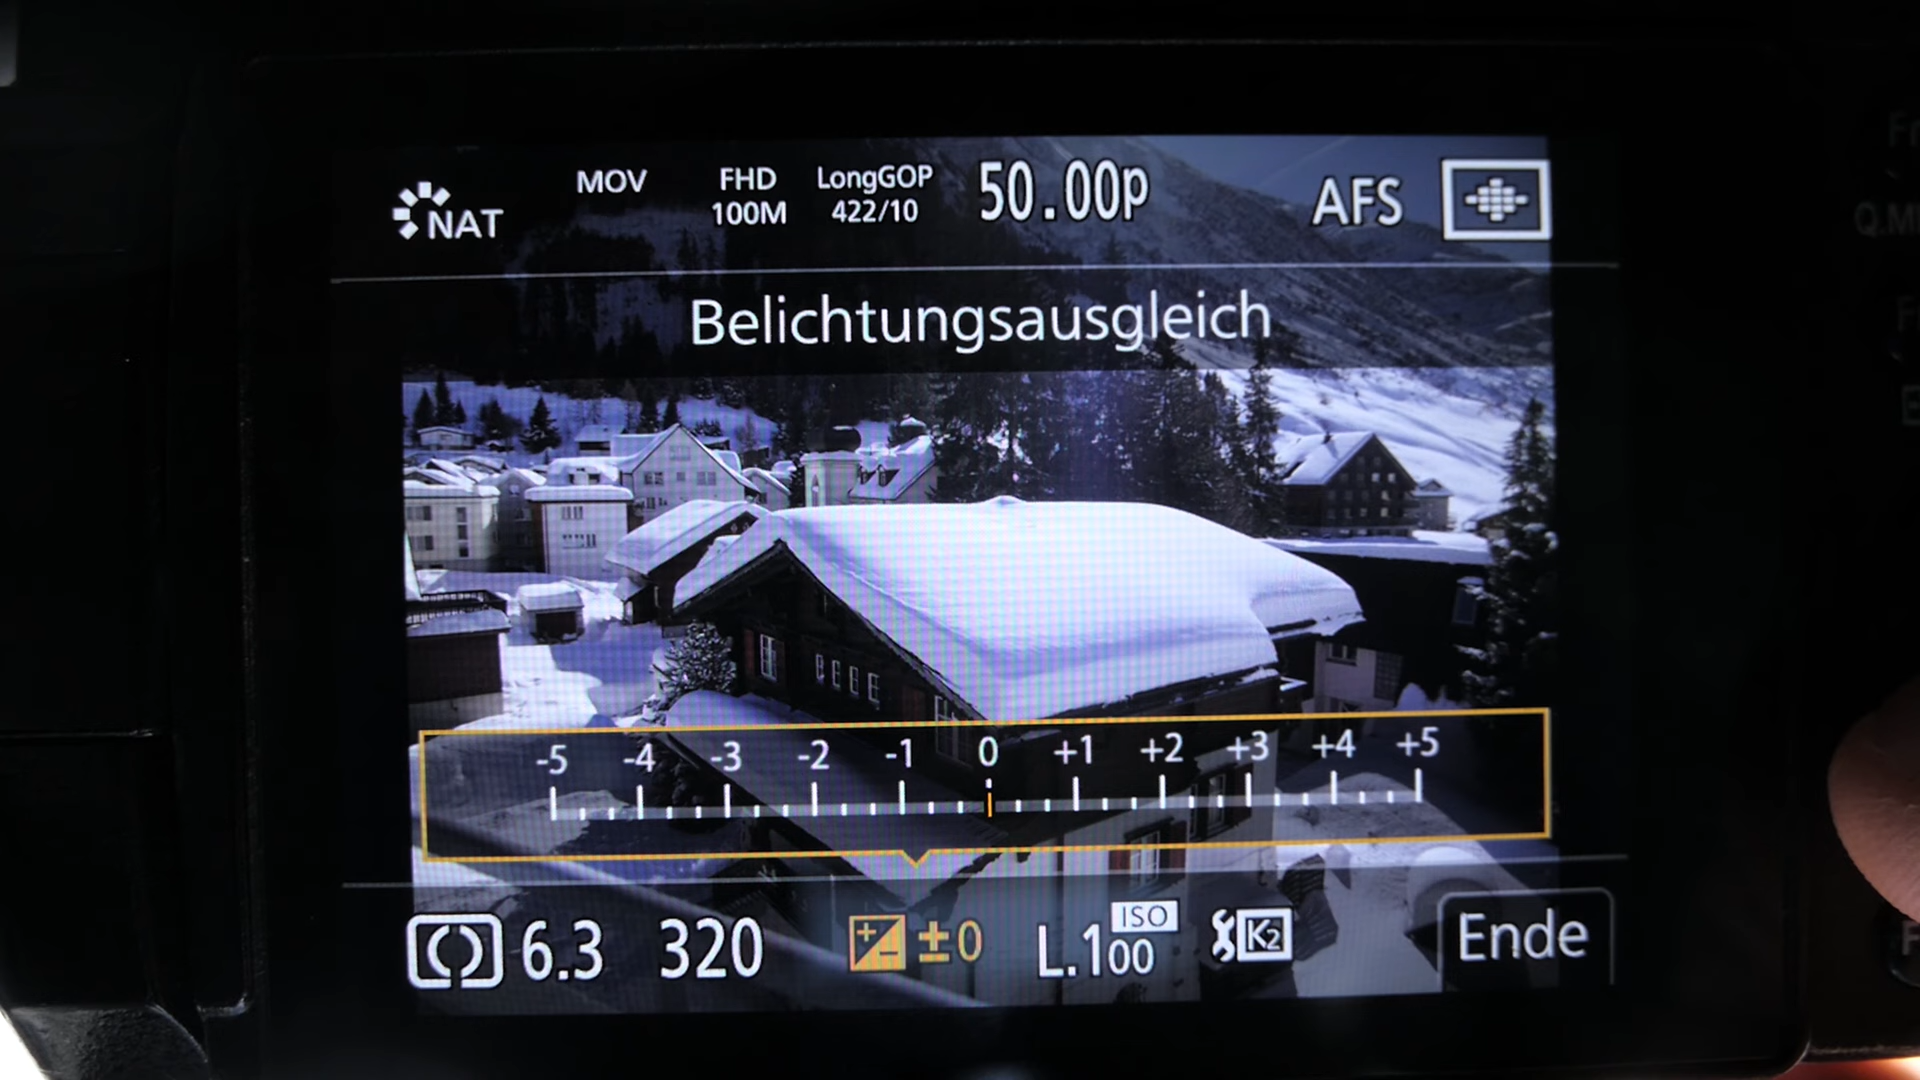 NAT MOV FHD 100M LongGOP 422/10 50.00p AFS
Belichtungsausgleich
-5 -4 -3 -2 -1 0 +1 +2 +3 +4 +5
6.3 320 ±0 L.100 ISO K2 Ende